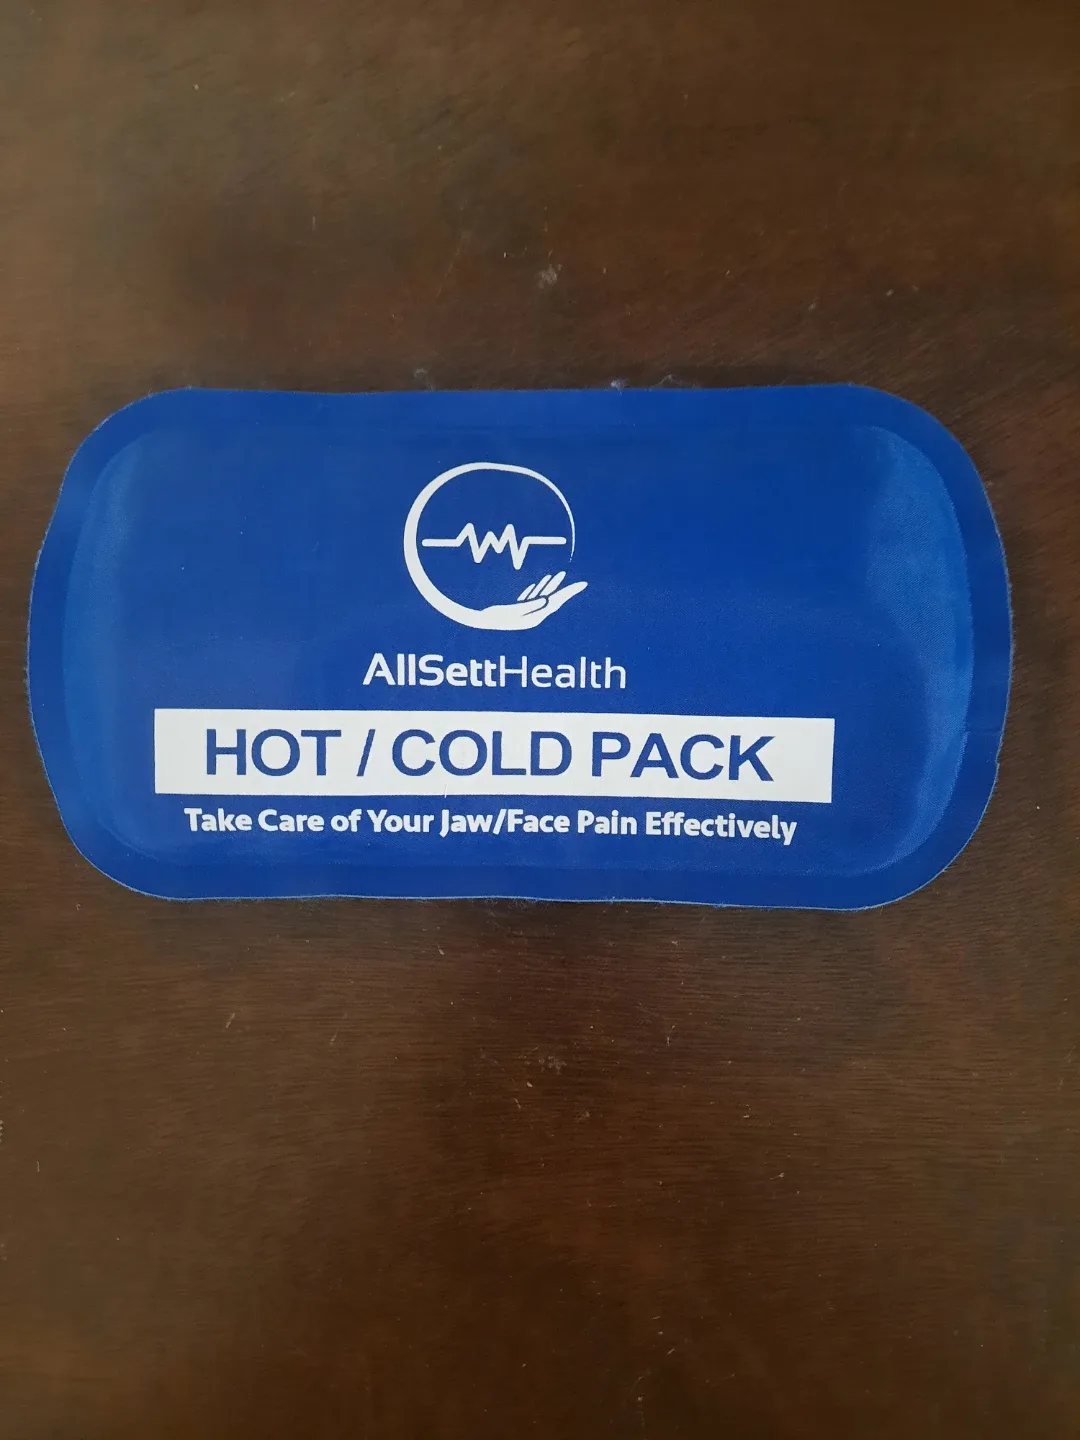 AllSettHealth
HOT / COLD PACK
Take Care of Your Jaw/Face Pain Effectively